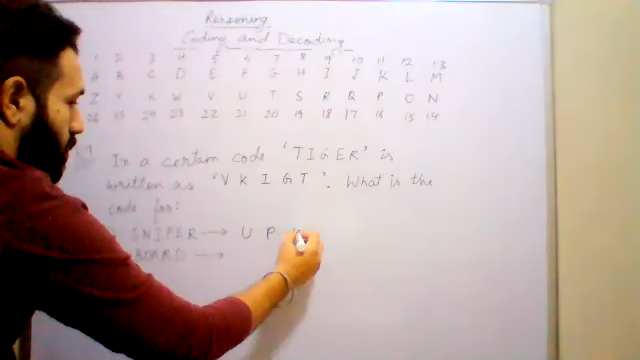 Reasoning
Coding and Decoding
1 2 3 4 5 6 7 8 9 10 11 12 13
A B C D E F G H I J K L M
Z Y X W V U T S R Q P O N
26 25 24 23 22 21 20 19 18 17 16 15 14
In a certain code 'TIGER' is
written as 'V K I G T'. What is the
code for:
SNIPER → U P
BOARD →